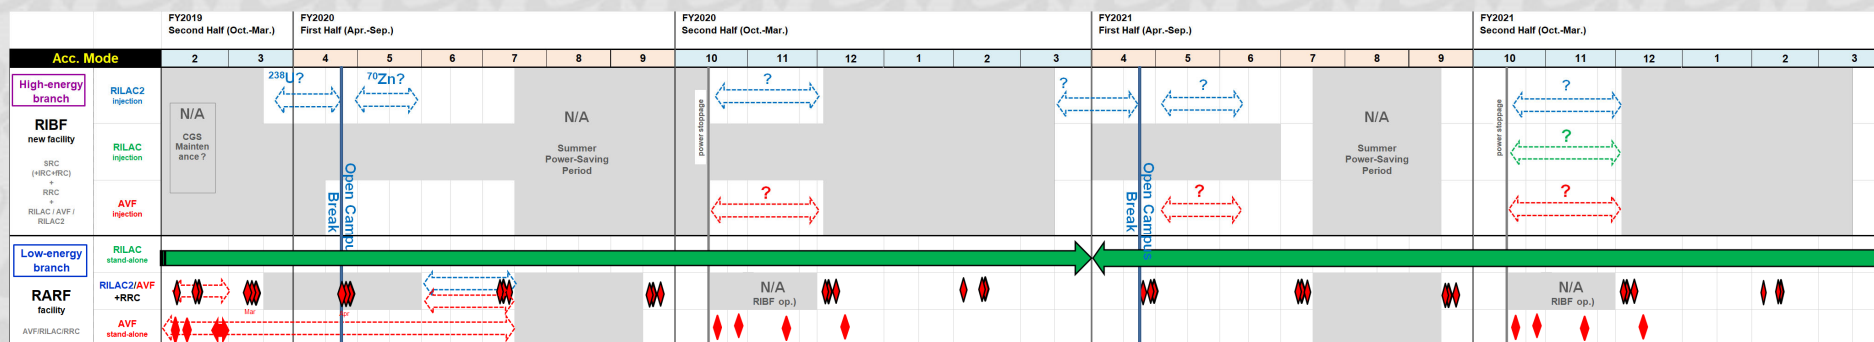 FY2019
Second Half (Oct.-Mar.)
FY2020
First Half (Apr.-Sep.)
FY2020
Second Half (Oct.-Mar.)
FY2021
First Half (Apr.-Sep.)
FY2021
Second Half (Oct.-Mar.)
Acc. Mode
2 3 4 5 6 7 8 9 10 11 12 1 2 3 4 5 6 7 8 9 10 11 12 1 2 3
High-energy
branch
RIBF
new facility
SRC
(+IRC+fRC)
+
RRC
+
RILAC / AVF /
RILAC2
RILAC2
injection
RILAC
injection
AVF
injection
N/A
CGS
Mainten
ance ?
238U?
70Zn?
Break
Open Campus
N/A
Summer
Power-Saving
Period
power stoppage
?
?
?
?
Break
Open Campus
?
N/A
Summer
Power-Saving
Period
power stoppage
?
?
?
Low-energy
branch
RARF
facility
AVF/RILAC/RRC
RILAC
stand-alone
RILAC2/AVF
+RRC
AVF
stand-alone
Mar
Apr
N/A
RIBF op.)
N/A
RIBF op.)